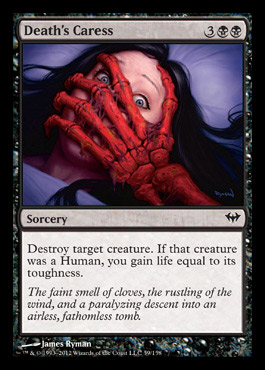 Death's Caress 3
Sorcery
Destroy target creature. If that creature
was a Human, you gain life equal to its
toughness.
The faint smell of cloves, the rustling of the
wind, and a paralyzing descent into an
airless, fathomless tomb.
James Ryman
™ & © 1993–2012 Wizards of the Coast LLC 59/158